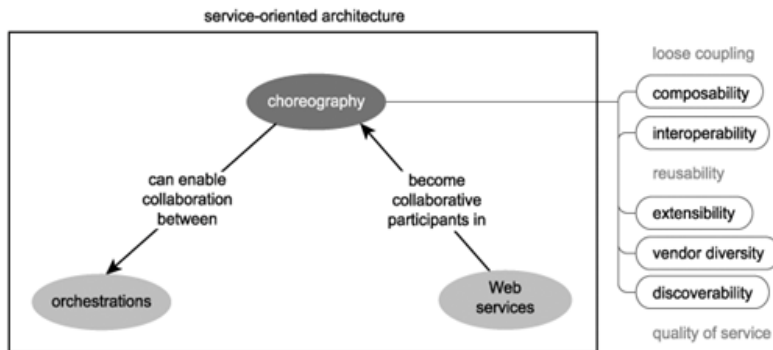 service-oriented architecture
choreography
can enable
collaboration
between
become
collaborative
participants in
orchestrations
Web
services
loose coupling
composability
interoperability
reusability
extensibility
vendor diversity
discoverability
quality of service